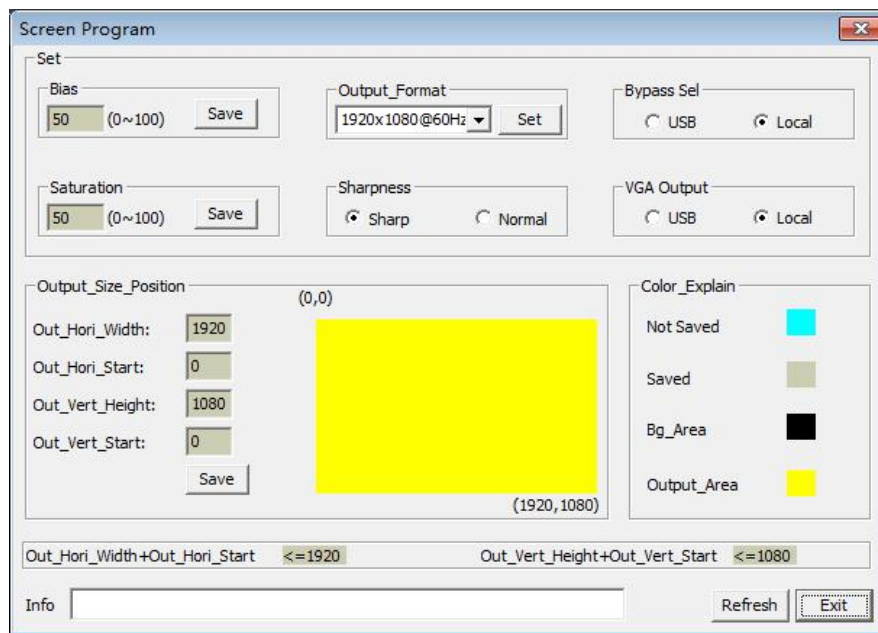 Screen Program
Set
Bias
50 (0~100) Save
Output_Format
1920x1080@60Hz Set
Bypass Sel
USB Local
Saturation
50 (0~100) Save
Sharpness
Sharp Normal
VGA Output
USB Local
Output_Size_Position
(0,0)
Out_Hori_Width: 1920
Out_Hori_Start: 0
Out_Vert_Height: 1080
Out_Vert_Start: 0
Save
(1920,1080)
Color_Explain
Not Saved
Saved
Bg_Area
Output_Area
Out_Hori_Width+Out_Hori_Start <=1920 Out_Vert_Height+Out_Vert_Start <=1080
Info Refresh Exit